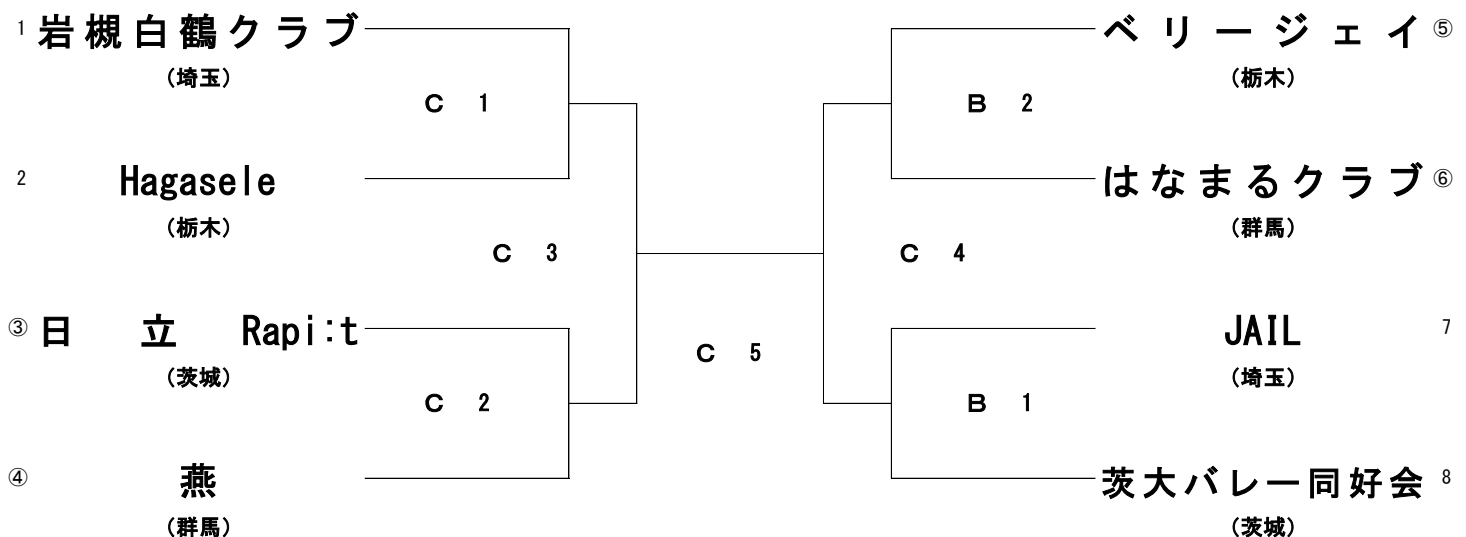 1 岩槻白鶴クラブ
(埼玉)
C 1
2 Hagasele
(栃木)
C 3
③ 日 立 Rapi:t
(茨城)
C 2
④ 燕
(群馬)
C 5
ベリージェイ ⑤
(栃木)
B 2
はなまるクラブ ⑥
(群馬)
C 4
JAIL 7
(埼玉)
B 1
茨大バレー同好会 8
(茨城)